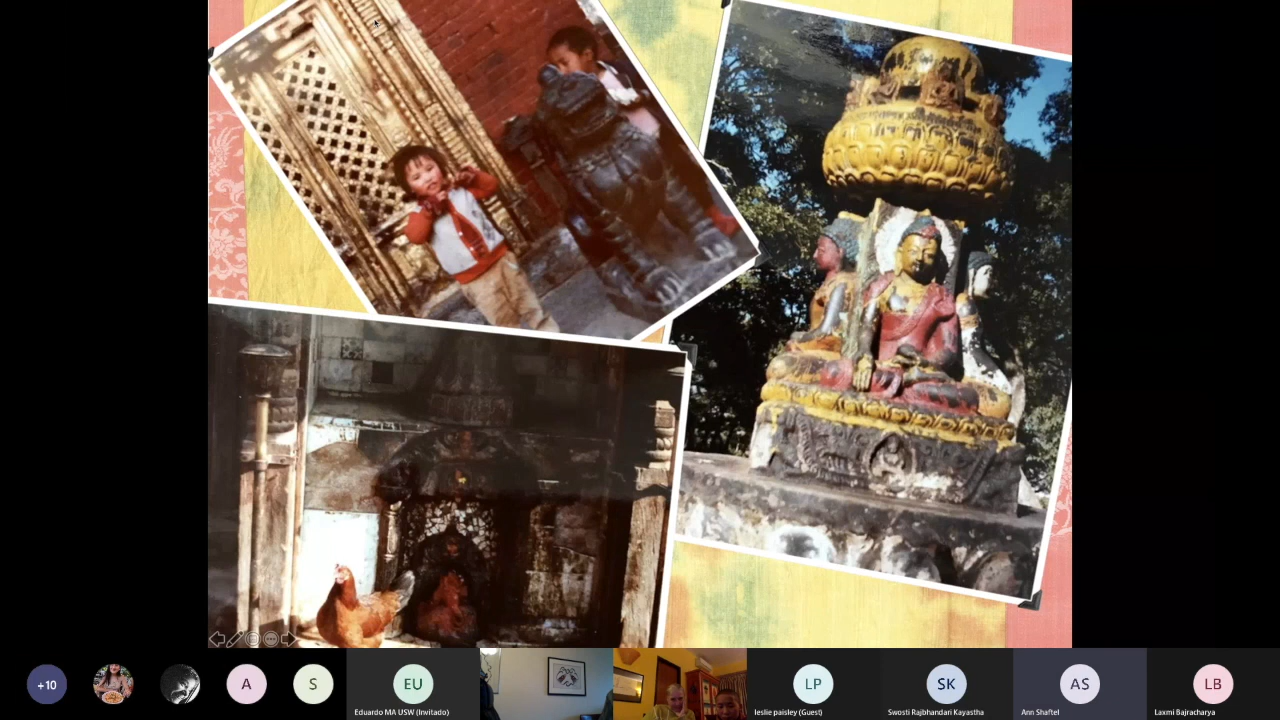 +10
A
S
EU
Eduardo MA USW (Invitado)
LP
leslie paisley (Guest)
SK
Swosti Rajbhandari Kayastha
AS
Ann Shaftel
LB
Laxmi Bajracharya